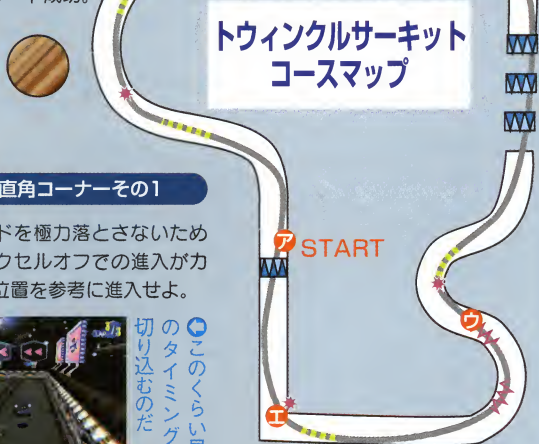 トウィンクルサーキット
コースマップ
ア START
ウ
エ
直角コーナーその1
ドを極力落とさないため
ウセルオフでの進入がカ
位置を参考に進入せよ。
このくらい
のタイミング
切り込むのだ